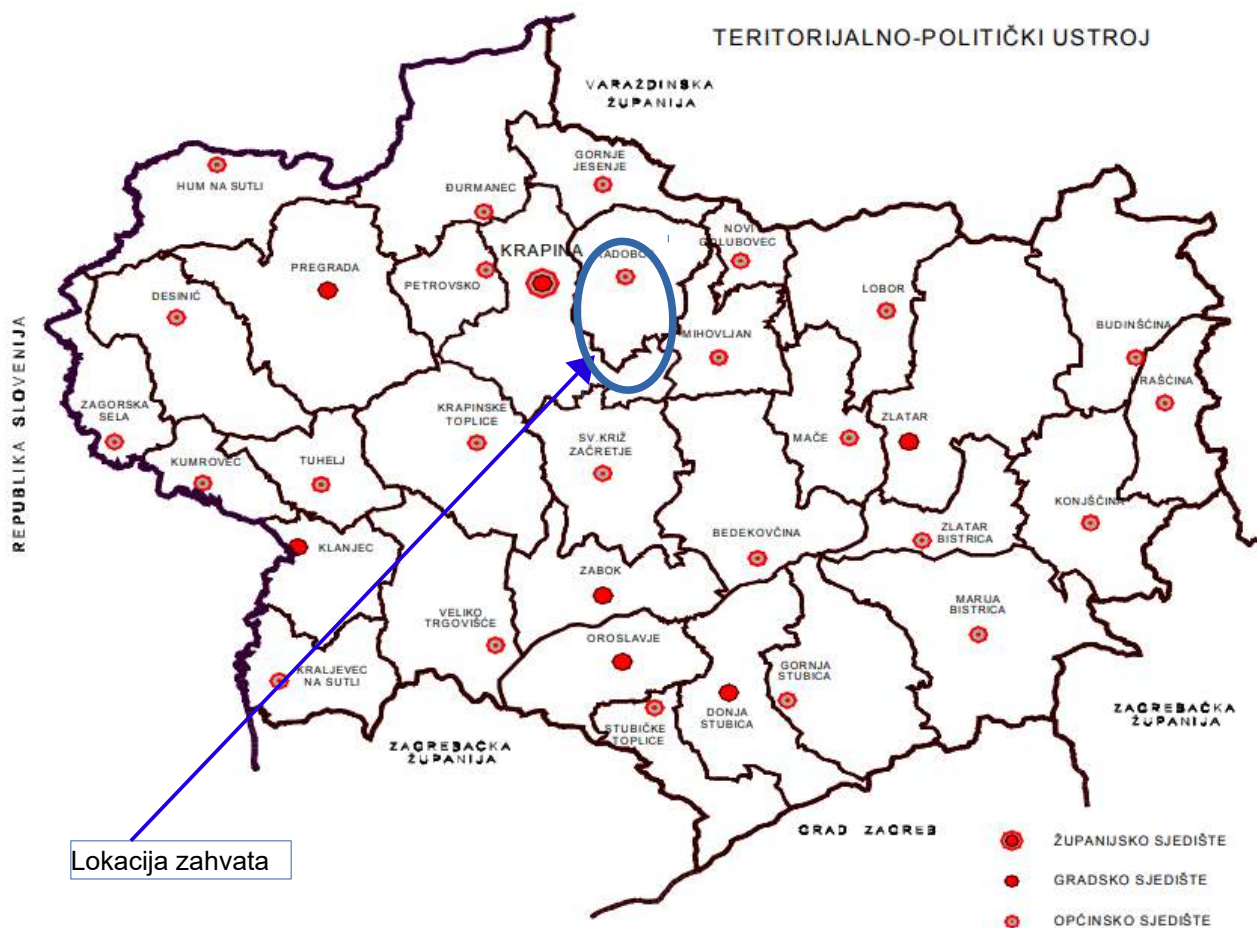 TERITORIJALNO-POLITIČKI USTROJ
VARAŽDINSKA
ŽUPANIJA
GORNJE
JESENJE
HUM NA SUTLI
ĐURMANEC
NOVI
GOLUBOVEC
KRAPINA
RADOBOJ
PREGRADA
PETROVSKO
DESINIĆ
LOBOR
BUDINŠĆINA
MIHOVLJAN
HRAŠĆINA
REPUBLIKA SLOVENIJA
ZAGORSKA
SELA
KRAPINSKE
TOPLICE
SV.KRIŽ
ZAČRETJE
MAČE
ZLATAR
KUMROVEC
TUHELJ
KONJŠĆINA
BEDEKOVČINA
ZLATAR
BISTRICA
KLANJEC
ZABOK
MARIJA
BISTRICA
VELIKO
TRGOVIŠĆE
OROSLAVJE
GORNJA
STUBICA
KRALJEVEC
NA SUTLI
DONJA
STUBICA
STUBIČKE
TOPLICE
ZAGREBAČKA
ŽUPANIJA
ZAGREBAČKA
ŽUPANIJA
GRAD ZAGREB
Lokacija zahvata
ŽUPANIJSKO SJEDIŠTE
GRADSKO SJEDIŠTE
OPĆINSKO SJEDIŠTE